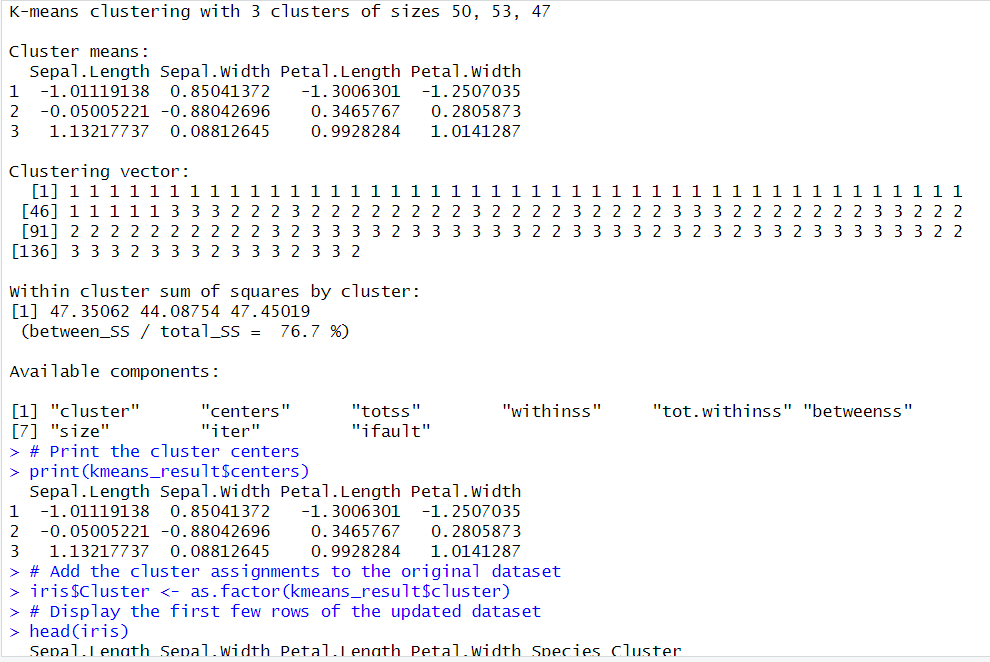 K-means clustering with 3 clusters of sizes 50, 53, 47
Cluster means:
  Sepal.Length Sepal.Width Petal.Length Petal.Width
1  -1.01119138  0.85041372   -1.3006301  -1.2507035
2  -0.05005221 -0.88042696    0.3465767   0.2805873
3   1.13217737  0.08812645    0.9928284   1.0141287
Clustering vector:
  [1] 1 1 1 1 1 1 1 1 1 1 1 1 1 1 1 1 1 1 1 1 1 1 1 1 1 1 1 1 1 1 1 1 1 1 1 1 1 1 1 1 1 1 1 1 1
 [46] 1 1 1 1 1 3 3 3 2 2 2 3 2 2 2 2 2 2 2 2 3 2 2 2 2 3 2 2 2 2 3 3 3 2 2 2 2 2 2 2 3 3 2 2 2
 [91] 2 2 2 2 2 2 2 2 2 2 3 2 3 3 3 3 2 3 3 3 3 3 3 2 2 3 3 3 3 2 3 2 3 2 3 3 2 3 3 3 3 3 3 2 2
[136] 3 3 3 2 3 3 3 2 3 3 3 2 3 3 2
Within cluster sum of squares by cluster:
[1] 47.35062 44.08754 47.45019
 (between_SS / total_SS =  76.7 %)
Available components:
[1] "cluster"      "centers"      "totss"        "withinss"     "tot.withinss" "betweenss"
[7] "size"         "iter"         "ifault"
> # Print the cluster centers
> print(kmeans_result$centers)
  Sepal.Length Sepal.Width Petal.Length Petal.Width
1  -1.01119138  0.85041372   -1.3006301  -1.2507035
2  -0.05005221 -0.88042696    0.3465767   0.2805873
3   1.13217737  0.08812645    0.9928284   1.0141287
> # Add the cluster assignments to the original dataset
> iris$Cluster <- as.factor(kmeans_result$cluster)
> # Display the first few rows of the updated dataset
> head(iris)
  Sepal.Length Sepal.Width Petal.Length Petal.Width Species Cluster